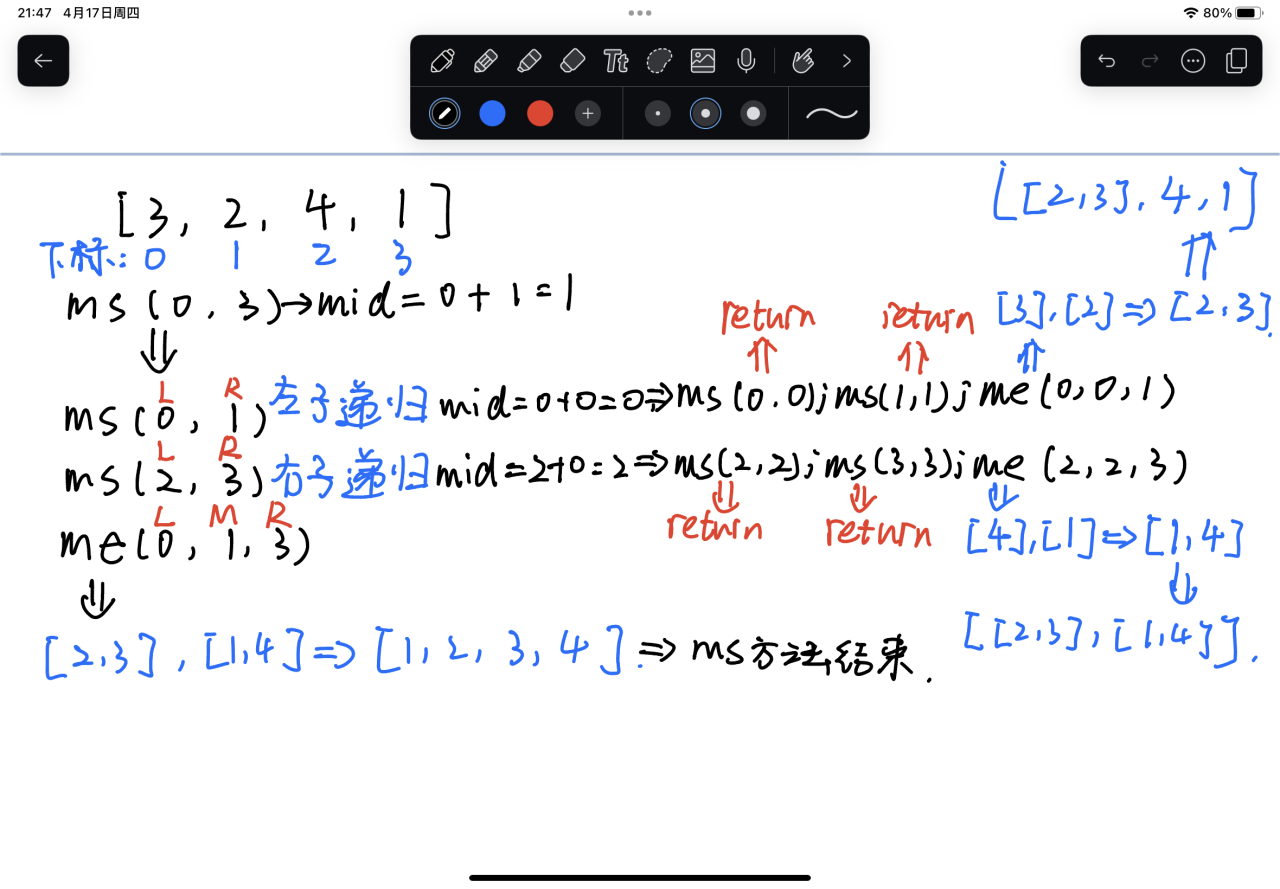 21:47 4月17日周四
80%
Tt
[3, 2, 4, 1]
下标: 0 1 2 3
[[2,3], 4, 1]
ms(0, 3)→mid=0+1=1
return
return
[3],[2]⇒[2,3].
L R
ms(0, 1)左子递归 mid=0+0=0⇒ms(0.0);ms(1,1);me(0,0,1)
L R
ms(2, 3)右子递归 mid=2+0=2⇒ms(2,2);ms(3,3);me(2,2,3)
L M R
me(0, 1, 3)
return
return
[4],[1]⇒[1,4]
[[2,3],[1,4]].
[2,3],[1,4]⇒[1, 2, 3, 4].⇒ms方法结束.